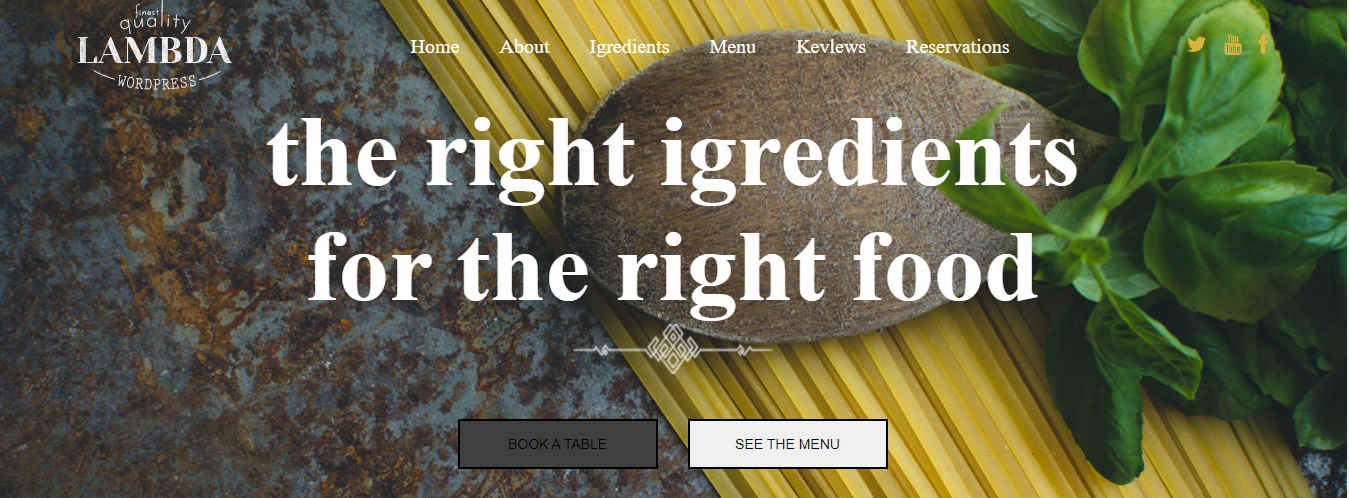 finest
quality
LAMBDA
WORDPRESS
Home About Igredients Menu Kevlews Reservations
You
Tube
the right igredients
for the right food
BOOK A TABLE SEE THE MENU